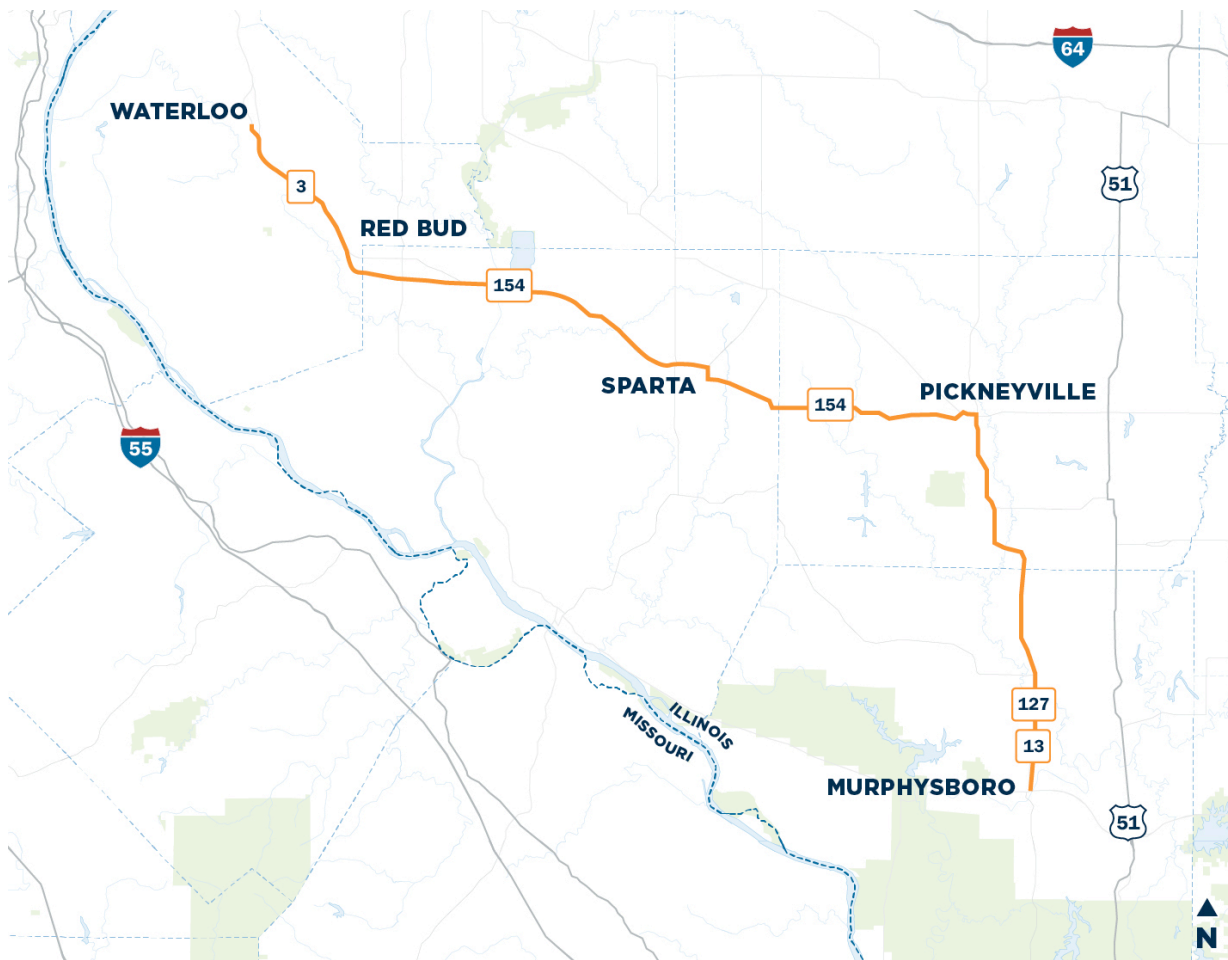 64
WATERLOO
3
51
RED BUD
154
SPARTA
PICKNEYVILLE
154
55
127
ILLINOIS
MISSOURI
13
MURPHYSBORO
51
N